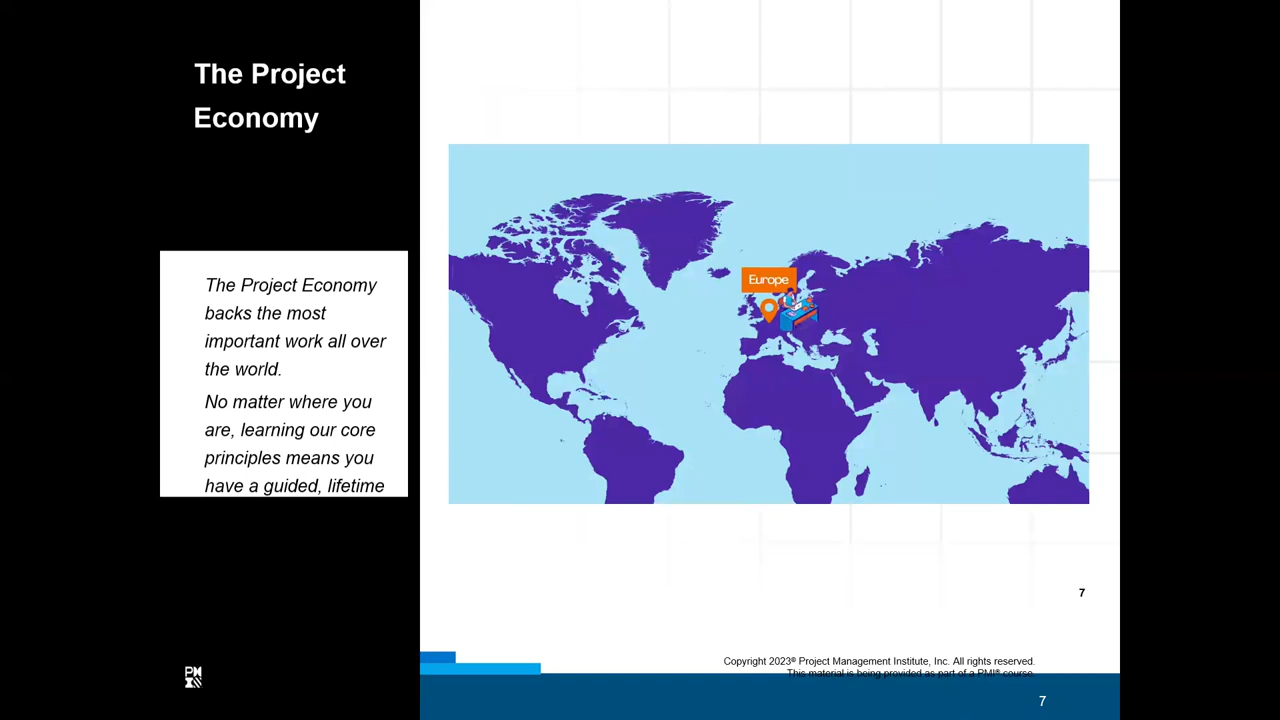 The Project
Economy
The Project Economy
backs the most
important work all over
the world.
No matter where you
are, learning our core
principles means you
have a guided, lifetime
Europe
7
Copyright 2023® Project Management Institute, Inc. All rights reserved.
This material is being provided as part of a PMI® course.
7
PM